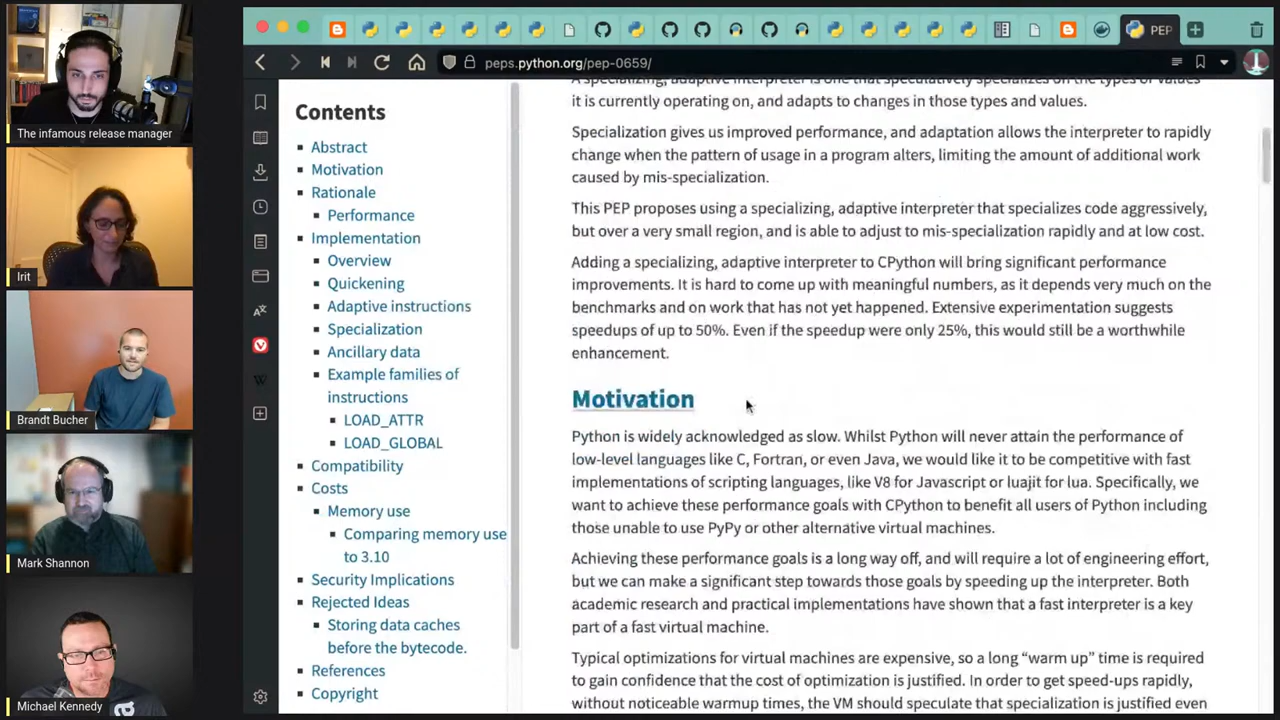 The infamous release manager
Irit
Brandt Bucher
Mark Shannon
Michael Kennedy
PEP
peps.python.org/pep-0659/
Contents
Abstract
Motivation
Rationale
Performance
Implementation
Overview
Quickening
Adaptive instructions
Specialization
Ancillary data
Example families of
instructions
LOAD_ATTR
LOAD_GLOBAL
Compatibility
Costs
Memory use
Comparing memory use
to 3.10
Security Implications
Rejected Ideas
Storing data caches
before the bytecode.
References
Copyright
A specializing, adaptive interpreter is one that speculatively specializes on the types or values
it is currently operating on, and adapts to changes in those types and values.
Specialization gives us improved performance, and adaptation allows the interpreter to rapidly
change when the pattern of usage in a program alters, limiting the amount of additional work
caused by mis-specialization.
This PEP proposes using a specializing, adaptive interpreter that specializes code aggressively,
but over a very small region, and is able to adjust to mis-specialization rapidly and at low cost.
Adding a specializing, adaptive interpreter to CPython will bring significant performance
improvements. It is hard to come up with meaningful numbers, as it depends very much on the
benchmarks and on work that has not yet happened. Extensive experimentation suggests
speedups of up to 50%. Even if the speedup were only 25%, this would still be a worthwhile
enhancement.
Motivation
Python is widely acknowledged as slow. Whilst Python will never attain the performance of
low-level languages like C, Fortran, or even Java, we would like it to be competitive with fast
implementations of scripting languages, like V8 for Javascript or luajit for lua. Specifically, we
want to achieve these performance goals with CPython to benefit all users of Python including
those unable to use PyPy or other alternative virtual machines.
Achieving these performance goals is a long way off, and will require a lot of engineering effort,
but we can make a significant step towards those goals by speeding up the interpreter. Both
academic research and practical implementations have shown that a fast interpreter is a key
part of a fast virtual machine.
Typical optimizations for virtual machines are expensive, so a long “warm up” time is required
to gain confidence that the cost of optimization is justified. In order to get speed-ups rapidly,
without noticeable warmup times, the VM should speculate that specialization is justified even